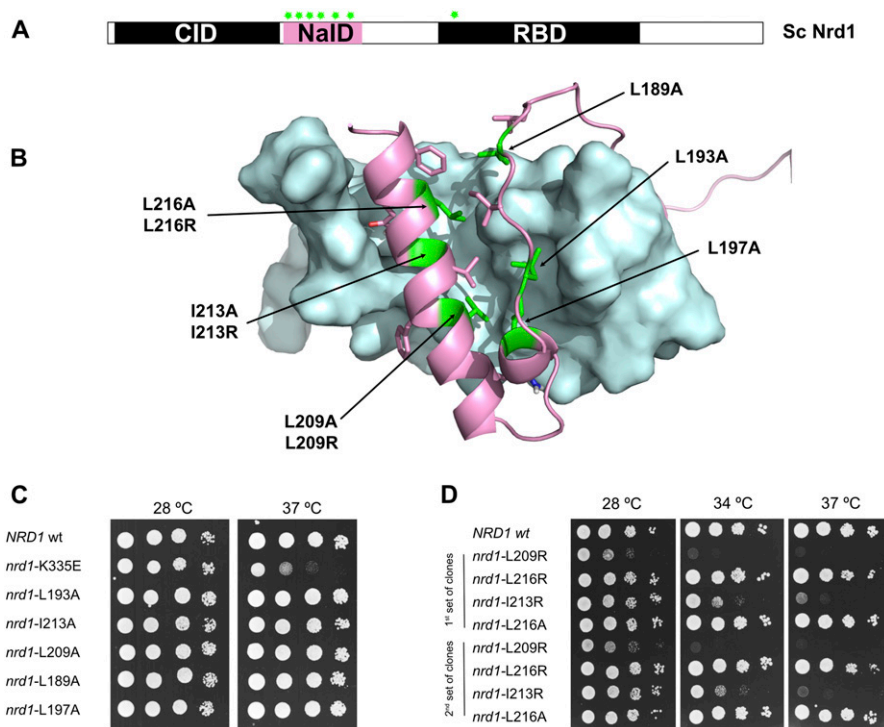 A
CID
NaID
RBD
Sc Nrd1
B
L189A
L193A
L216A
L216R
L197A
I213A
I213R
L209A
L209R
C
28 ºC
37 ºC
NRD1 wt
nrd1-K335E
nrd1-L193A
nrd1-I213A
nrd1-L209A
nrd1-L189A
nrd1-L197A
D
28 ºC
34 ºC
37 ºC
NRD1 wt
1st set of clones
nrd1-L209R
nrd1-L216R
nrd1-I213R
nrd1-L216A
2nd set of clones
nrd1-L209R
nrd1-L216R
nrd1-I213R
nrd1-L216A